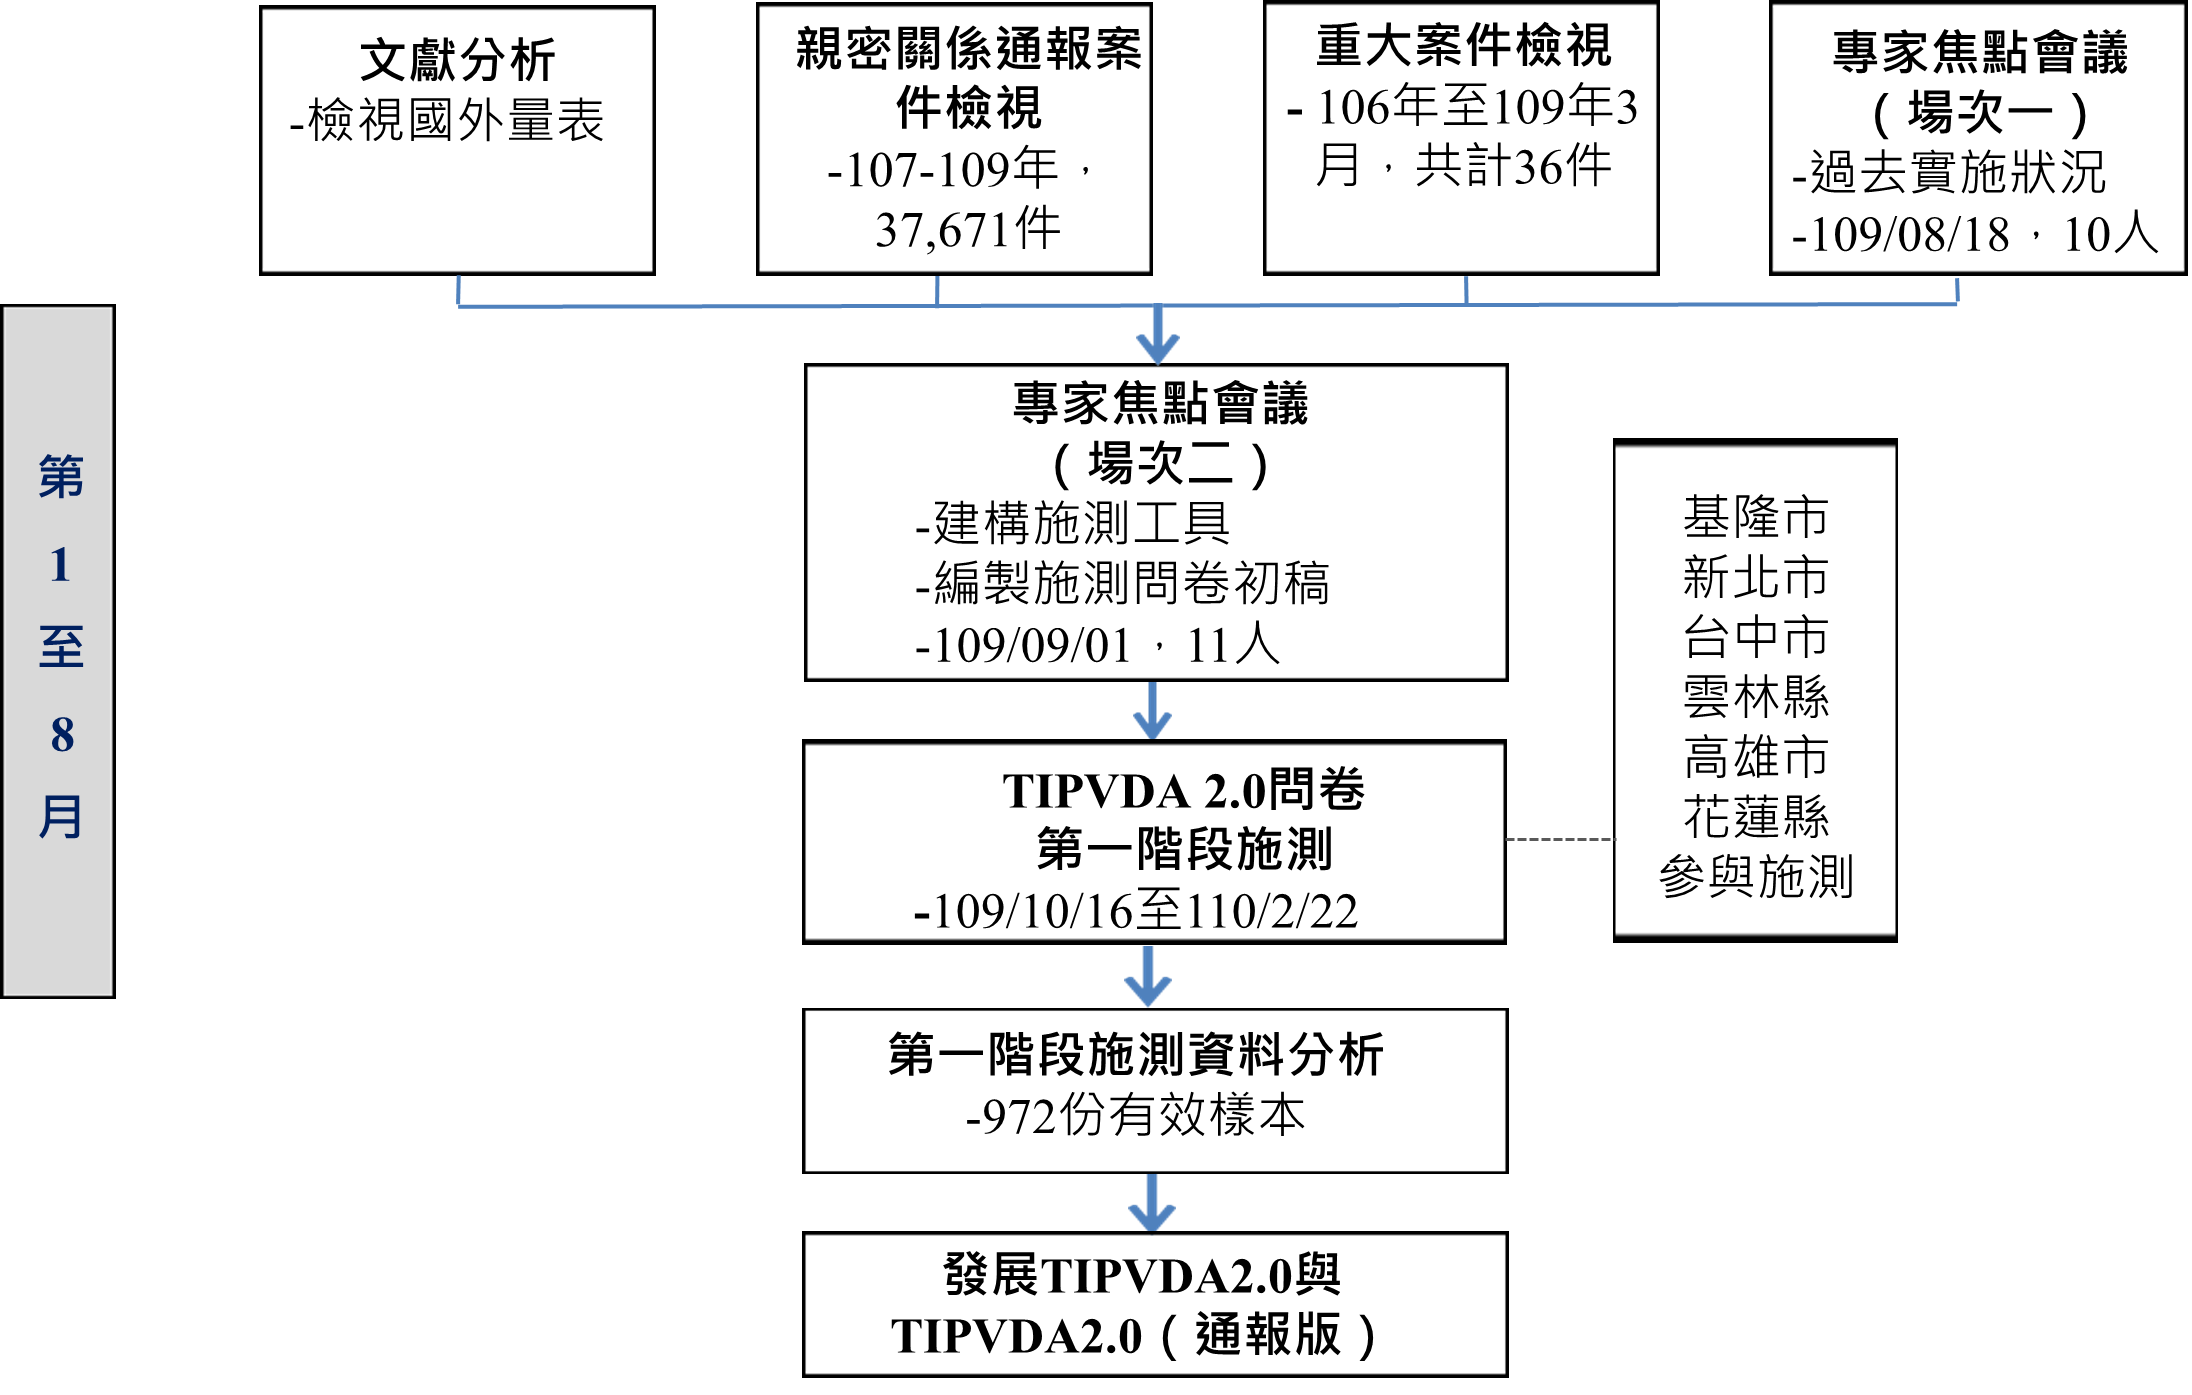 文獻分析
-檢視國外量表
親密關係通報案
件檢視
-107-109年，
37,671件
重大案件檢視
- 106年至109年3
月，共計36件
專家焦點會議
（場次一）
-過去實施狀況
-109/08/18，10人
第
1
至
8
月
專家焦點會議
（場次二）
-建構施測工具
-編製施測問卷初稿
-109/09/01，11人
TIPVDA 2.0問卷
第一階段施測
-109/10/16至110/2/22
基隆市
新北市
台中市
雲林縣
高雄市
花蓮縣
參與施測
第一階段施測資料分析
-972份有效樣本
發展TIPVDA2.0與
TIPVDA2.0（通報版）